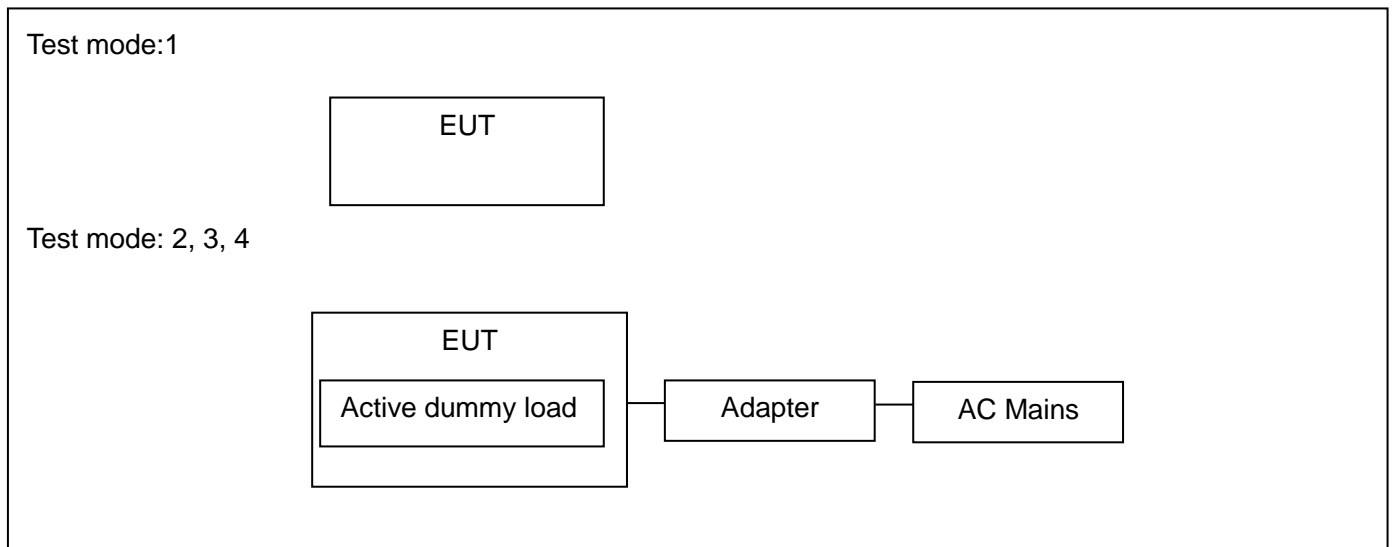 Test mode:1
EUT
Test mode: 2, 3, 4
EUT
Active dummy load
Adapter
AC Mains